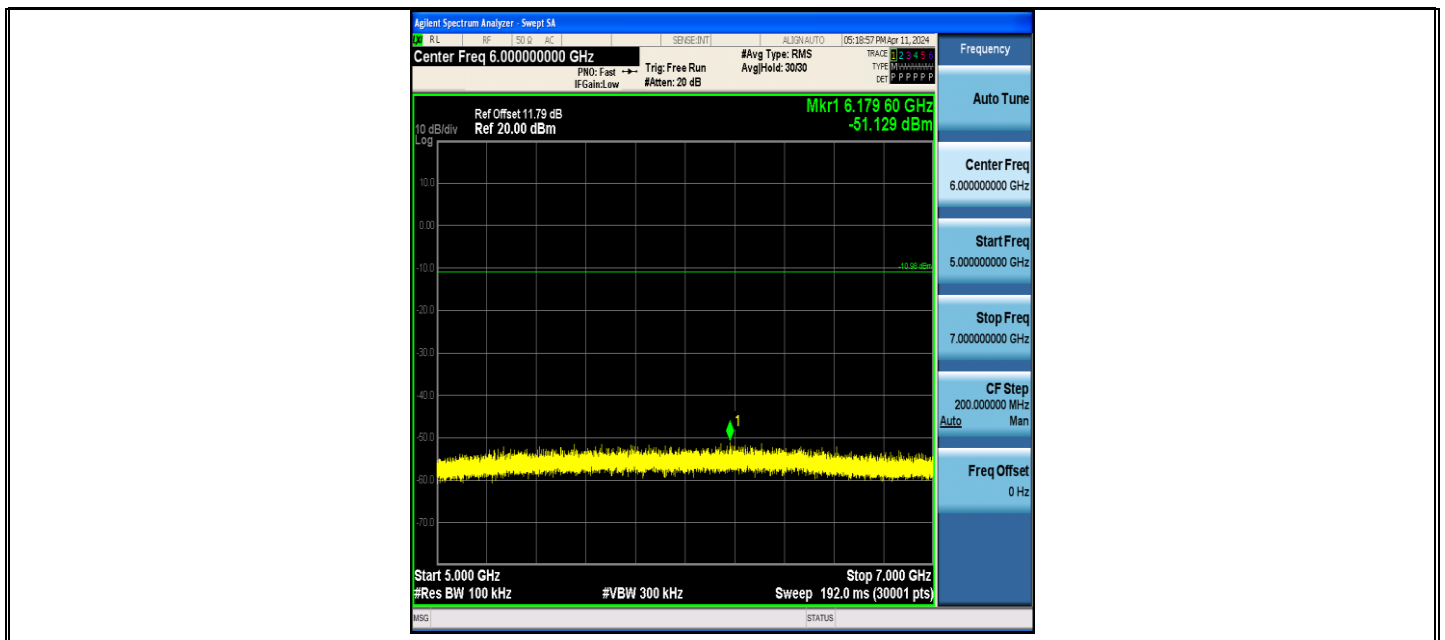 Agilent Spectrum Analyzer - Swept SA
RL RF 50 Ω AC SENSE:INT ALIGN AUTO 05:18:57 PM Apr 11, 2024
Center Freq 6.000000000 GHz
PNO: Fast
IFGain:Low
Trig: Free Run
#Atten: 20 dB
#Avg Type: RMS
Avg|Hold: 30/30
TRACE 1 2 3 4 5 6
TYPE
DET P P P P P P
Mkr1 6.179 60 GHz
-51.129 dBm
Ref Offset 11.79 dB
10 dB/div Ref 20.00 dBm
Log
10.0
0.00
-10.0
-10.98 dBm
-20.0
-30.0
-40.0
1
-50.0
-60.0
-70.0
Start 5.000 GHz Stop 7.000 GHz
#Res BW 100 kHz #VBW 300 kHz Sweep 192.0 ms (30001 pts)
MSG STATUS
Frequency
Auto Tune
Center Freq
6.000000000 GHz
Start Freq
5.000000000 GHz
Stop Freq
7.000000000 GHz
CF Step
200.000000 MHz
Auto Man
Freq Offset
0 Hz